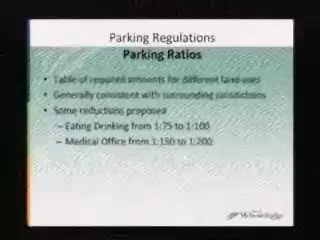 Parking Regulations
Parking Ratios
• Table of required amounts for different land uses
• Generally consistent with surrounding jurisdictions
• Some reductions proposed
– Eating Drinking from 1:75 to 1:100
– Medical Office from 1:150 to 1:200